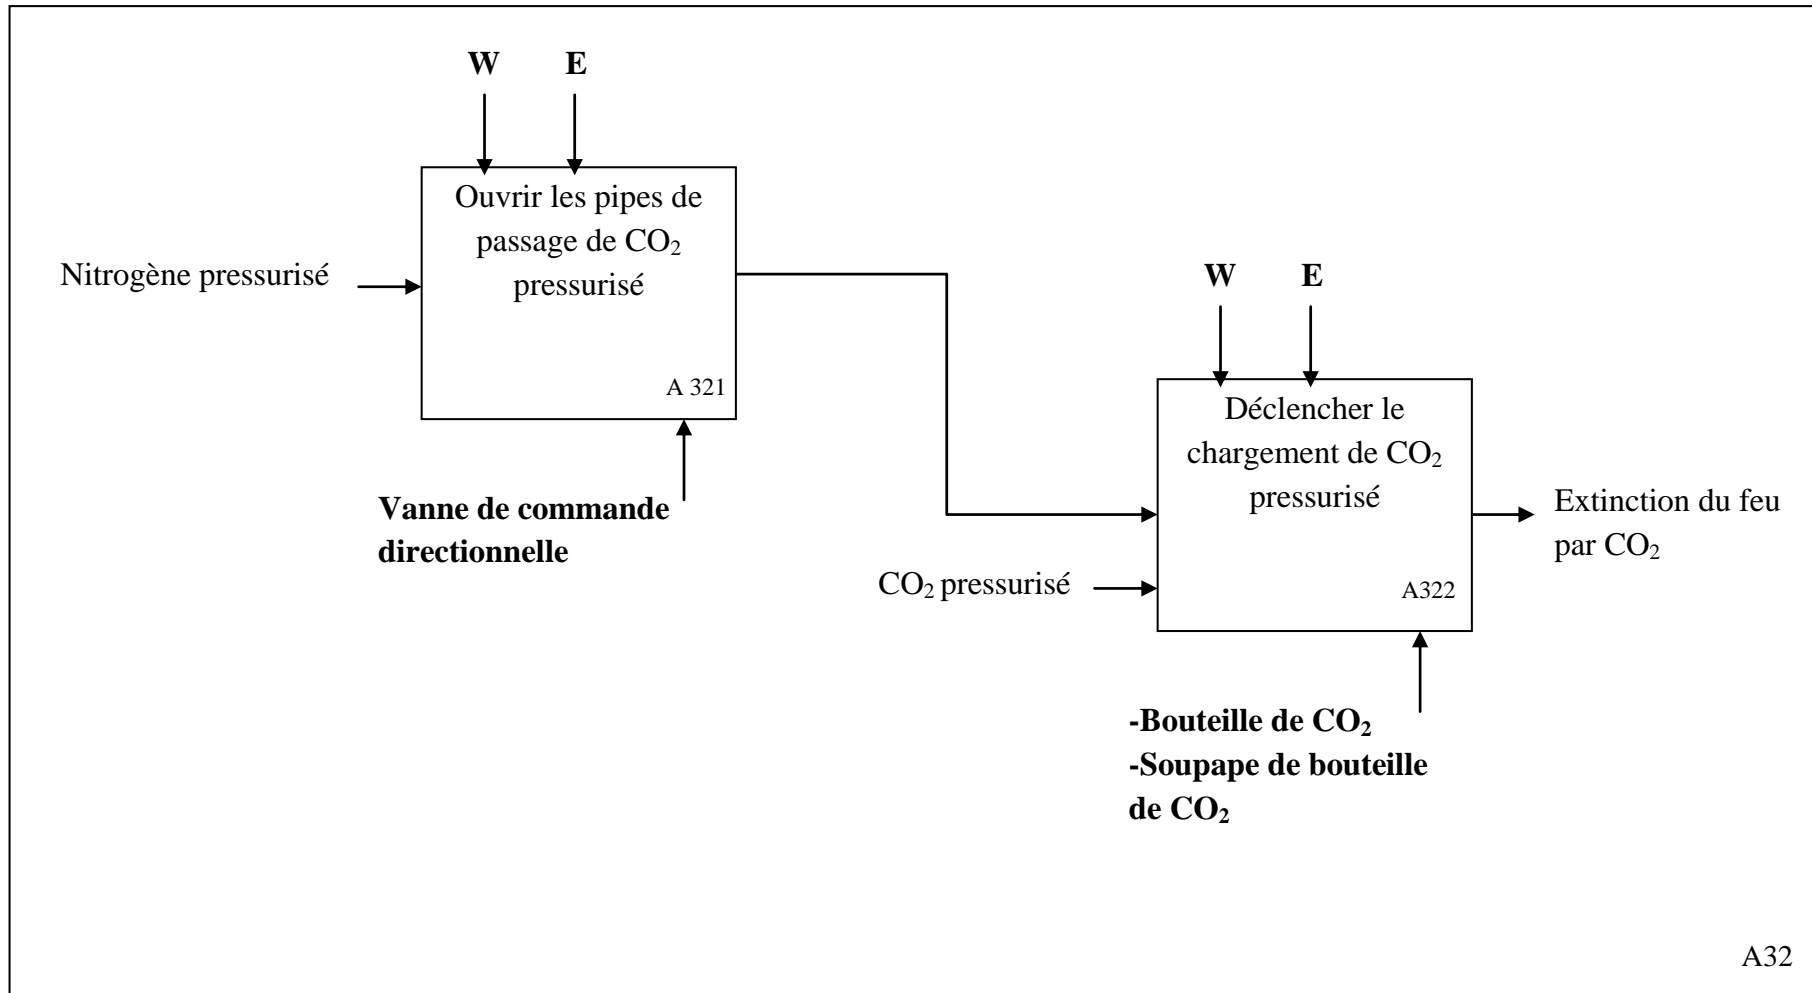 W E
Ouvrir les pipes de
passage de CO₂
pressurisé
A 321
Nitrogène pressurisé
Vanne de commande
directionnelle
W E
Déclencher le
chargement de CO₂
pressurisé
A322
CO₂ pressurisé
Extinction du feu
par CO₂
-Bouteille de CO₂
-Soupape de bouteille
de CO₂
A32